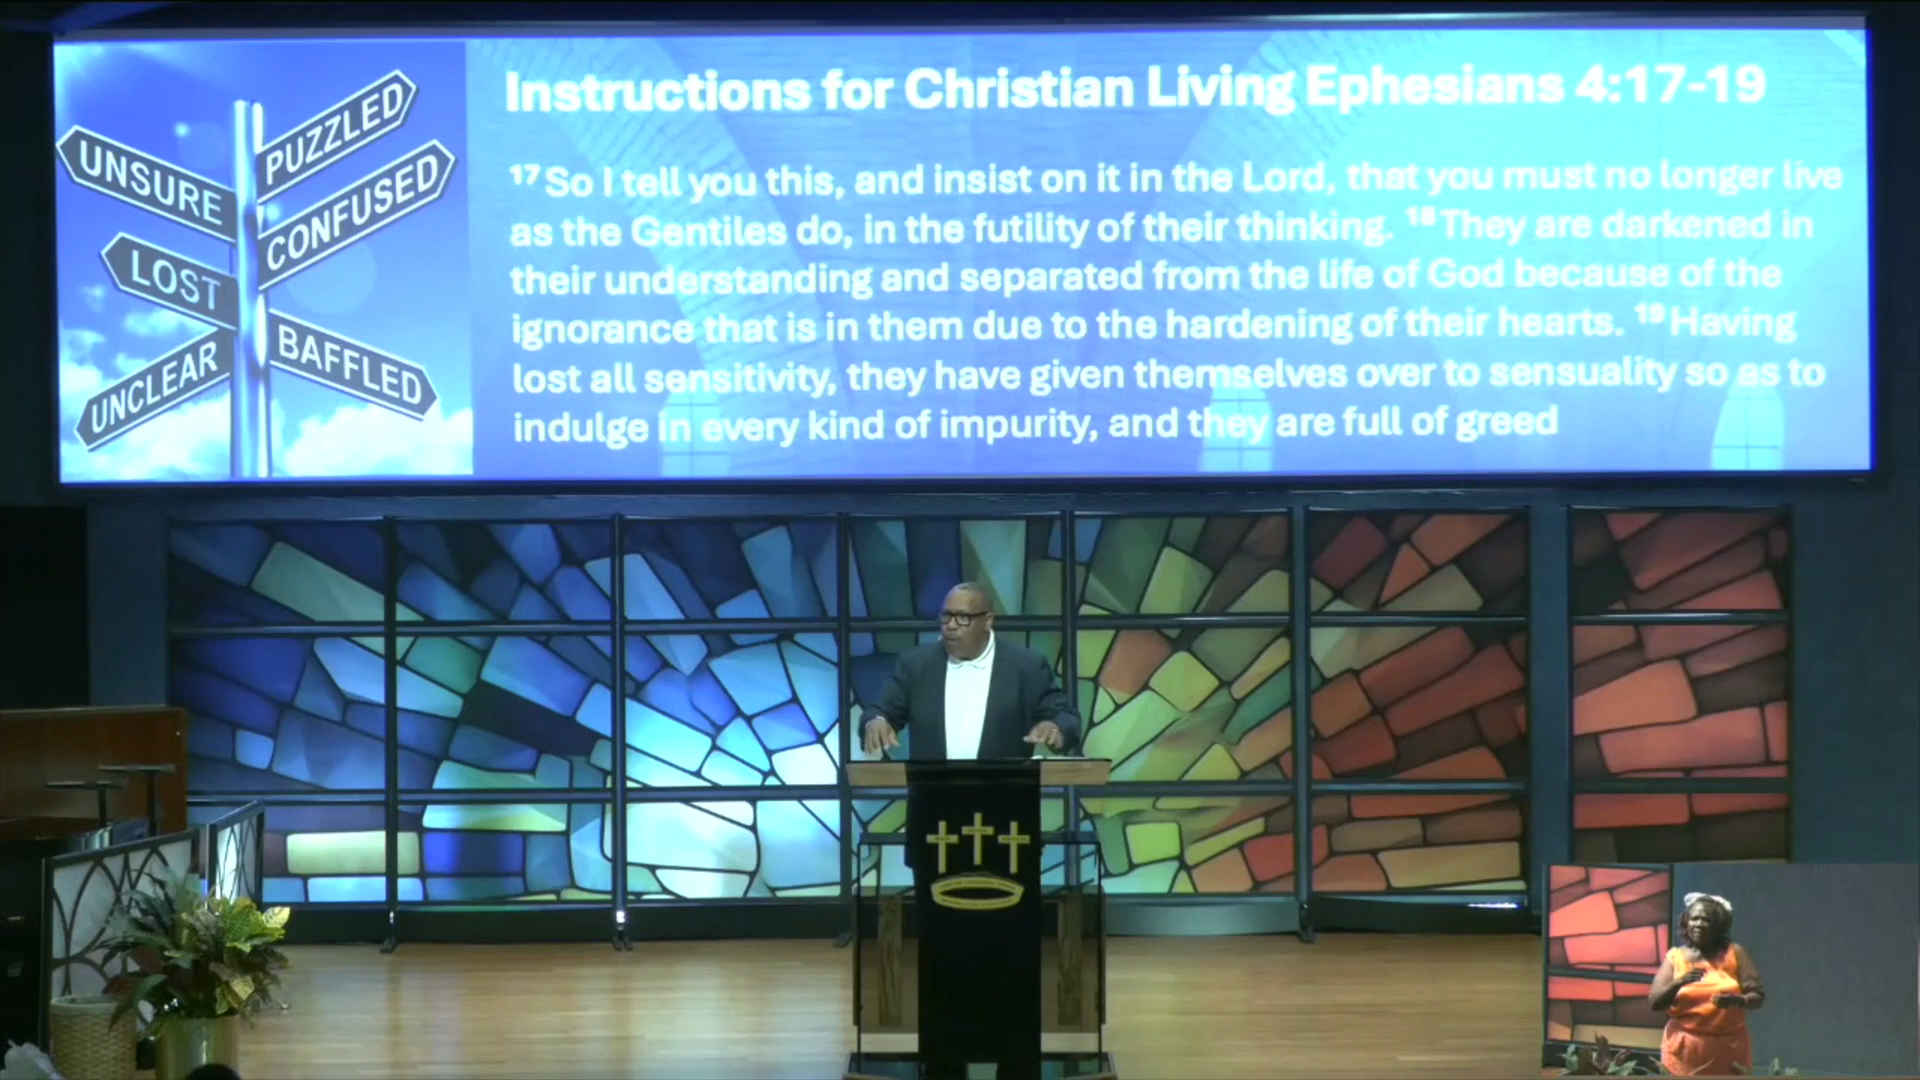 Instructions for Christian Living Ephesians 4:17-19
17 So I tell you this, and insist on it in the Lord, that you must no longer live
as the Gentiles do, in the futility of their thinking. 18 They are darkened in
their understanding and separated from the life of God because of the
ignorance that is in them due to the hardening of their hearts. 19 Having
lost all sensitivity, they have given themselves over to sensuality so as to
indulge in every kind of impurity, and they are full of greed
PUZZLED
UNSURE
CONFUSED
LOST
BAFFLED
UNCLEAR